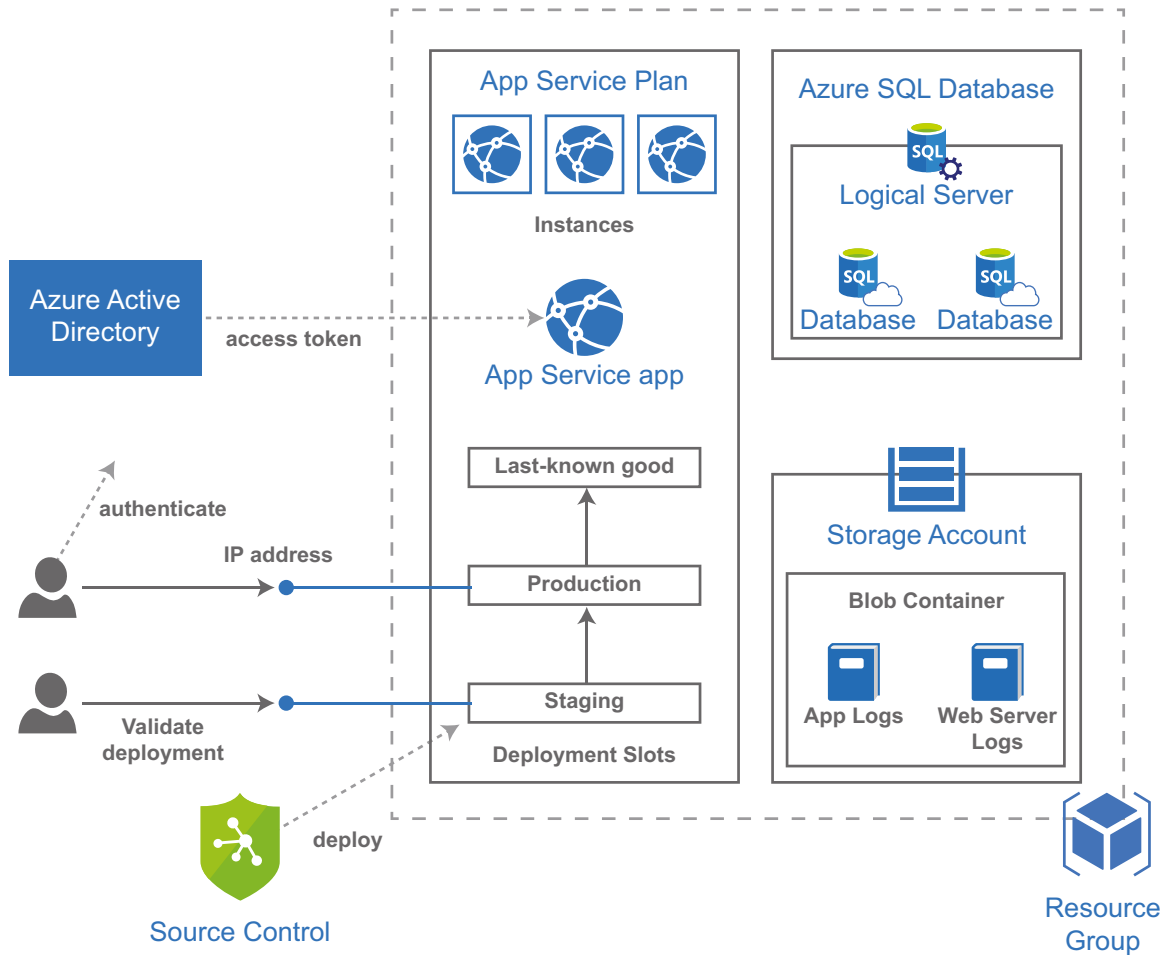 App Service Plan
Instances
Azure SQL Database
SQL
Logical Server
SQL
SQL
Database
Database
Azure Active
Directory
access token
App Service app
authenticate
IP address
Validate
deployment
Last-known good
Production
Staging
Deployment Slots
deploy
Source Control
Storage Account
Blob Container
App Logs
Web Server
Logs
Resource
Group